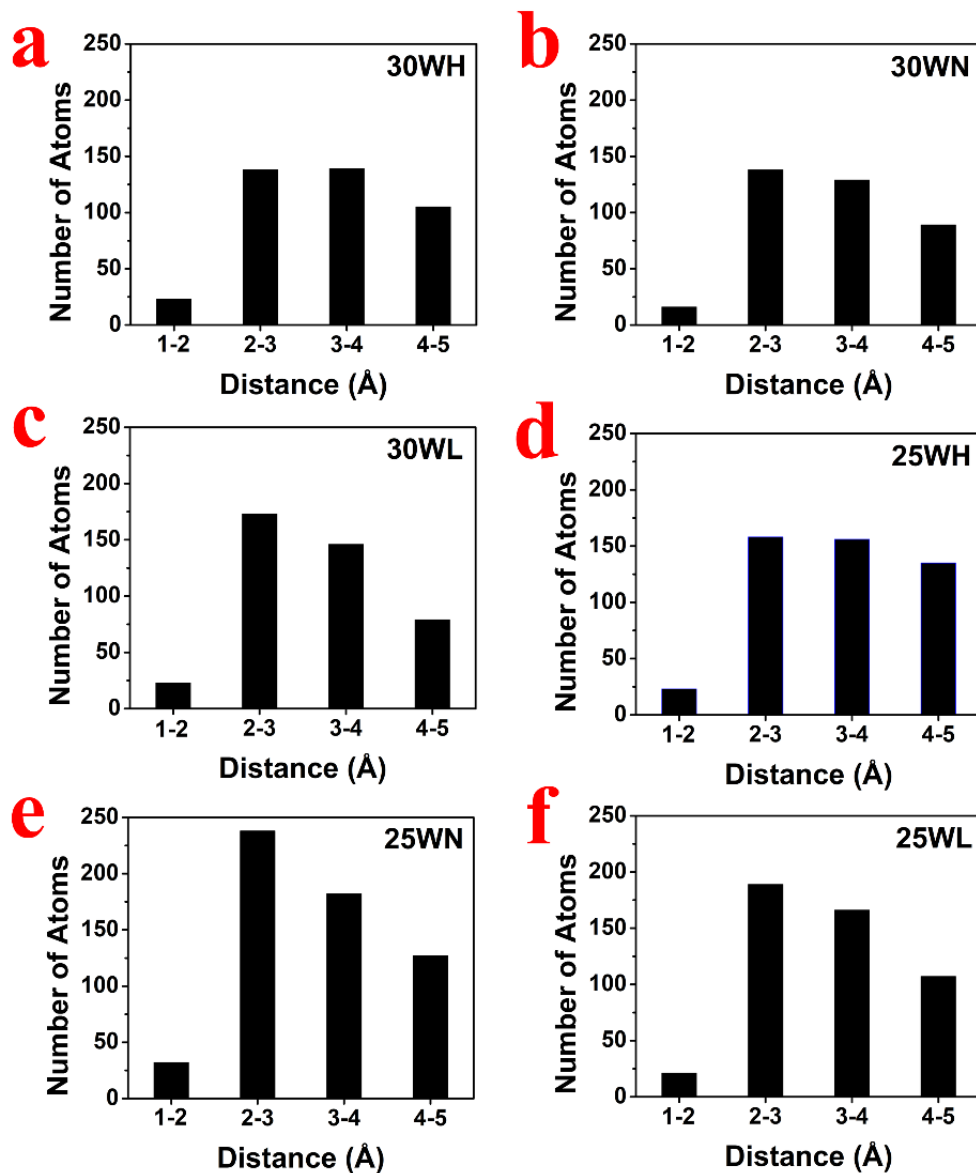 a
30WH
250
200
150
100
50
0
Number of Atoms
1-2 2-3 3-4 4-5
Distance (Å)
b
30WN
250
200
150
100
50
0
Number of Atoms
1-2 2-3 3-4 4-5
Distance (Å)
c
30WL
250
200
150
100
50
0
Number of Atoms
1-2 2-3 3-4 4-5
Distance (Å)
d
25WH
250
200
150
100
50
0
Number of Atoms
1-2 2-3 3-4 4-5
Distance (Å)
e
25WN
250
200
150
100
50
0
Number of Atoms
1-2 2-3 3-4 4-5
Distance (Å)
f
25WL
250
200
150
100
50
0
Number of Atoms
1-2 2-3 3-4 4-5
Distance (Å)